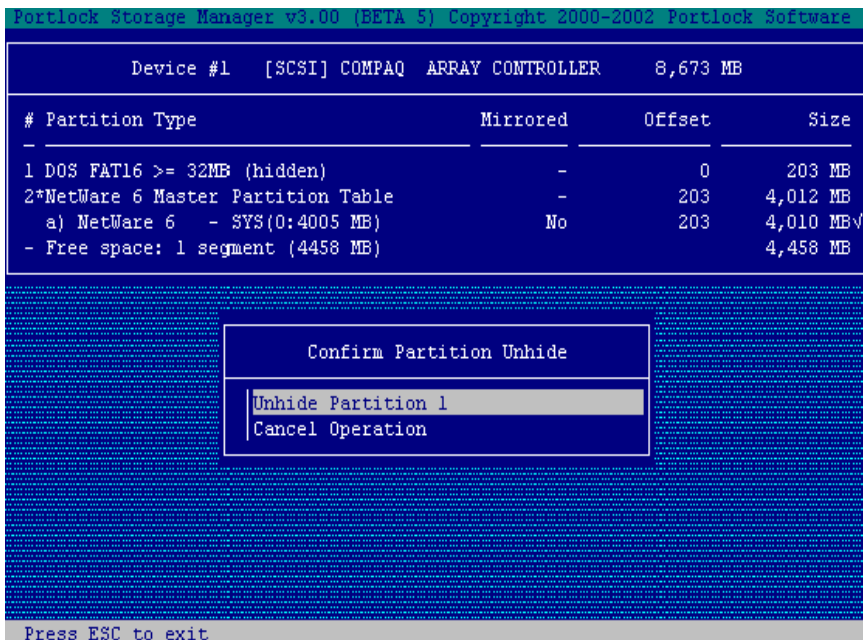 Portlock Storage Manager v3.00 (BETA 5) Copyright 2000-2002 Portlock Software
Device #1 [SCSI] COMPAQ ARRAY CONTROLLER 8,673 MB
# Partition Type Mirrored Offset Size
1 DOS FAT16 >= 32MB (hidden) - 0 203 MB
2*NetWare 6 Master Partition Table - 203 4,012 MB
a) NetWare 6 - SYS(0:4005 MB) No 203 4,010 MB√
- Free space: 1 segment (4458 MB) 4,458 MB
Confirm Partition Unhide
Unhide Partition 1
Cancel Operation
Press ESC to exit